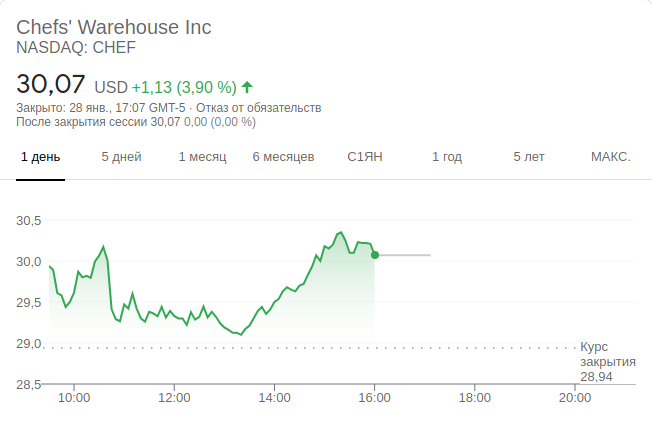 Chefs' Warehouse Inc
NASDAQ: CHEF
30,07 USD +1,13 (3,90 %)
Закрыто: 28 янв., 17:07 GMT-5 · Отказ от обязательств
После закрытия сессии 30,07 0,00 (0,00 %)
1 день 5 дней 1 месяц 6 месяцев С1ЯН 1 год 5 лет МАКС.
30,5
30,0
29,5
29,0
28,5
Курс
закрытия
28,94
10:00 12:00 14:00 16:00 18:00 20:00